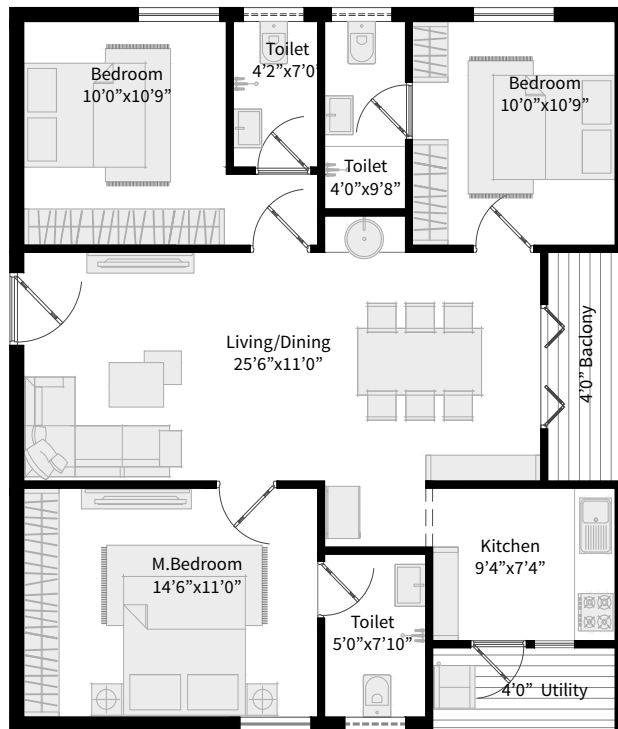 Bedroom
10'0”x10'9”
Toilet
4'2”x7'0”
Bedroom
10'0”x10'9”
Toilet
4'0”x9'8”
Living/Dining
25'6”x11'0”
4'0” Baclony
M.Bedroom
14'6”x11'0”
Kitchen
9'4”x7'4”
Toilet
5'0”x7'10”
4'0” Utility